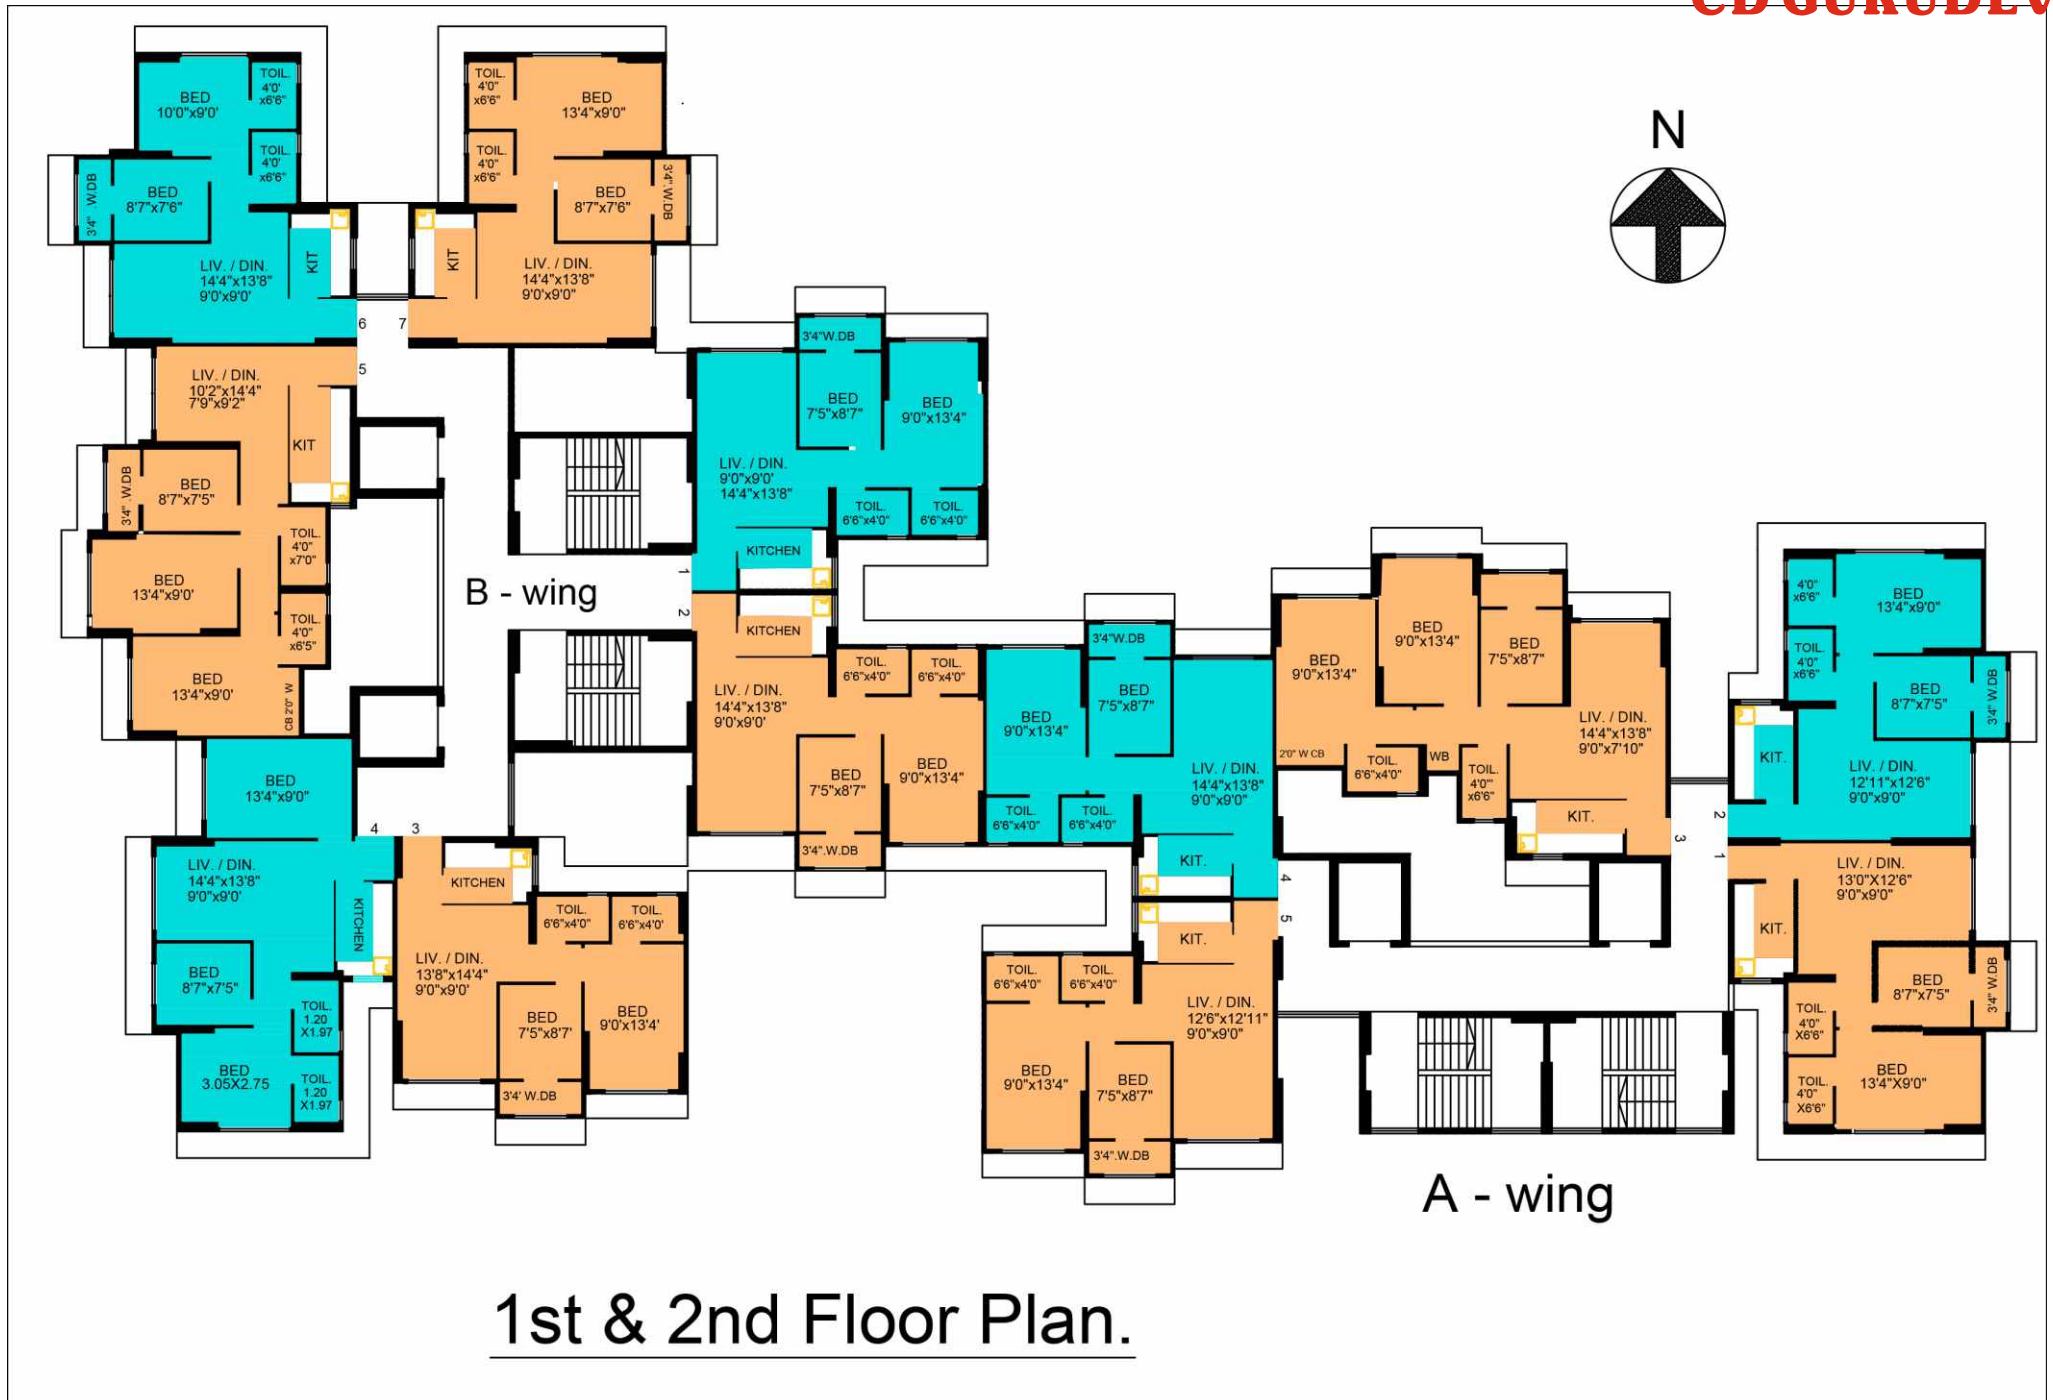 CD GURUDEV
N
BED
10'0"x9'0'
TOIL.
4'0'
x6'6"
TOIL.
4'0'
x6'6"
BED
8'7"x7'6"
3'4" .W.DB
LIV. / DIN.
14'4"x13'8"
9'0'x9'0'
KIT
6
TOIL.
4'0"
x6'6"
BED
13'4"x9'0"
TOIL.
4'0"
x6'6"
BED
8'7"x7'6"
3'4".W.DB
KIT
LIV. / DIN.
14'4"x13'8"
9'0x9'0"
7
5
LIV. / DIN.
10'2"x14'4"
7'9"x9'2"
KIT
BED
8'7"x7'5"
3'4" .W.DB
TOIL.
4'0"
x7'0"
BED
13'4"x9'0'
TOIL.
4'0"
x6'5"
BED
13'4"x9'0'
CB 2'0" W
BED
13'4"x9'0"
4
3
LIV. / DIN.
14'4"x13'8"
9'0"x9'0'
KITCHEN
BED
8'7"x7'5"
TOIL.
1.20
X1.97
BED
3.05X2.75
TOIL.
1.20
X1.97
KITCHEN
TOIL.
6'6"x4'0"
TOIL.
6'6"x4'0'
LIV. / DIN.
13'8"x14'4"
9'0"x9'0'
BED
7'5"x8'7'
BED
9'0'x13'4'
3'4' W.DB
B - wing
3'4"W.DB
BED
7'5"x8'7"
BED
9'0"x13'4"
LIV. / DIN.
9'0"x9'0'
14'4"x13'8"
TOIL.
6'6"x4'0"
TOIL.
6'6"x4'0"
KITCHEN
1
2
KITCHEN
TOIL.
6'6"x4'0"
TOIL.
6'6"x4'0"
LIV. / DIN.
14'4"x13'8"
9'0'x9'0'
BED
7'5"x8'7"
BED
9'0"x13'4"
3'4".W.DB
3'4"W.DB
BED
9'0"x13'4"
BED
7'5"x8'7"
LIV. / DIN.
14'4"x13'8"
9'0"x9'0"
TOIL.
6'6"x4'0"
TOIL.
6'6"x4'0"
KIT.
4
5
KIT.
TOIL.
6'6"x4'0"
TOIL.
6'6"x4'0"
LIV. / DIN.
12'6"x12'11"
9'0"x9'0"
BED
9'0"x13'4"
BED
7'5"x8'7"
3'4".W.DB
BED
9'0"x13'4"
BED
9'0"x13'4"
BED
7'5"x8'7"
LIV. / DIN.
14'4"x13'8"
9'0"x7'10"
2'0" W CB
TOIL.
6'6"x4'0"
WB
TOIL.
4'0"
x6'6"
KIT.
3
2
1
4'0"
x6'6"
BED
13'4"x9'0"
TOIL.
4'0"
x6'6"
BED
8'7"x7'5"
3'4" W.DB
KIT.
LIV. / DIN.
12'11"x12'6"
9'0"x9'0"
LIV. / DIN.
13'0"X12'6"
9'0"x9'0"
KIT.
BED
8'7"x7'5"
3'4" W.DB
TOIL.
4'0"
X6'6"
BED
13'4"X9'0"
TOIL.
4'0"
X6'6"
A - wing
1st & 2nd Floor Plan.